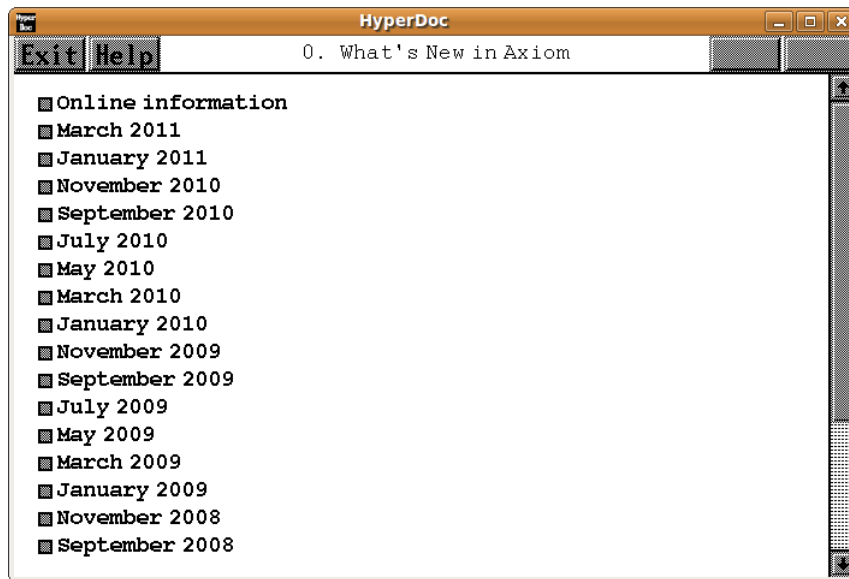 Hyper Doc
HyperDoc
Exit Help
0. What's New in Axiom
Online information
March 2011
January 2011
November 2010
September 2010
July 2010
May 2010
March 2010
January 2010
November 2009
September 2009
July 2009
May 2009
March 2009
January 2009
November 2008
September 2008